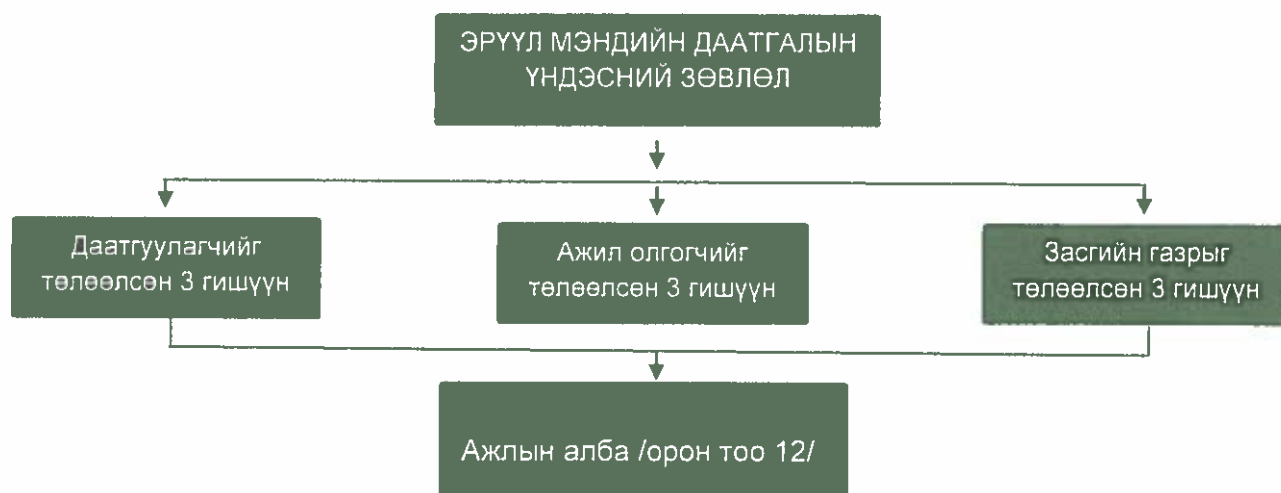 ЭРҮҮЛ МЭНДИЙН ДААТГАЛЫН
ҮНДЭСНИЙ ЗӨВЛӨЛ
Даатгуулагчийг
төлөөлсөн 3 гишүүн
Ажил олгогчийг
төлөөлсөн 3 гишүүн
Засгийн газрыг
төлөөлсөн 3 гишүүн
Ажлын алба /орон тоо 12/